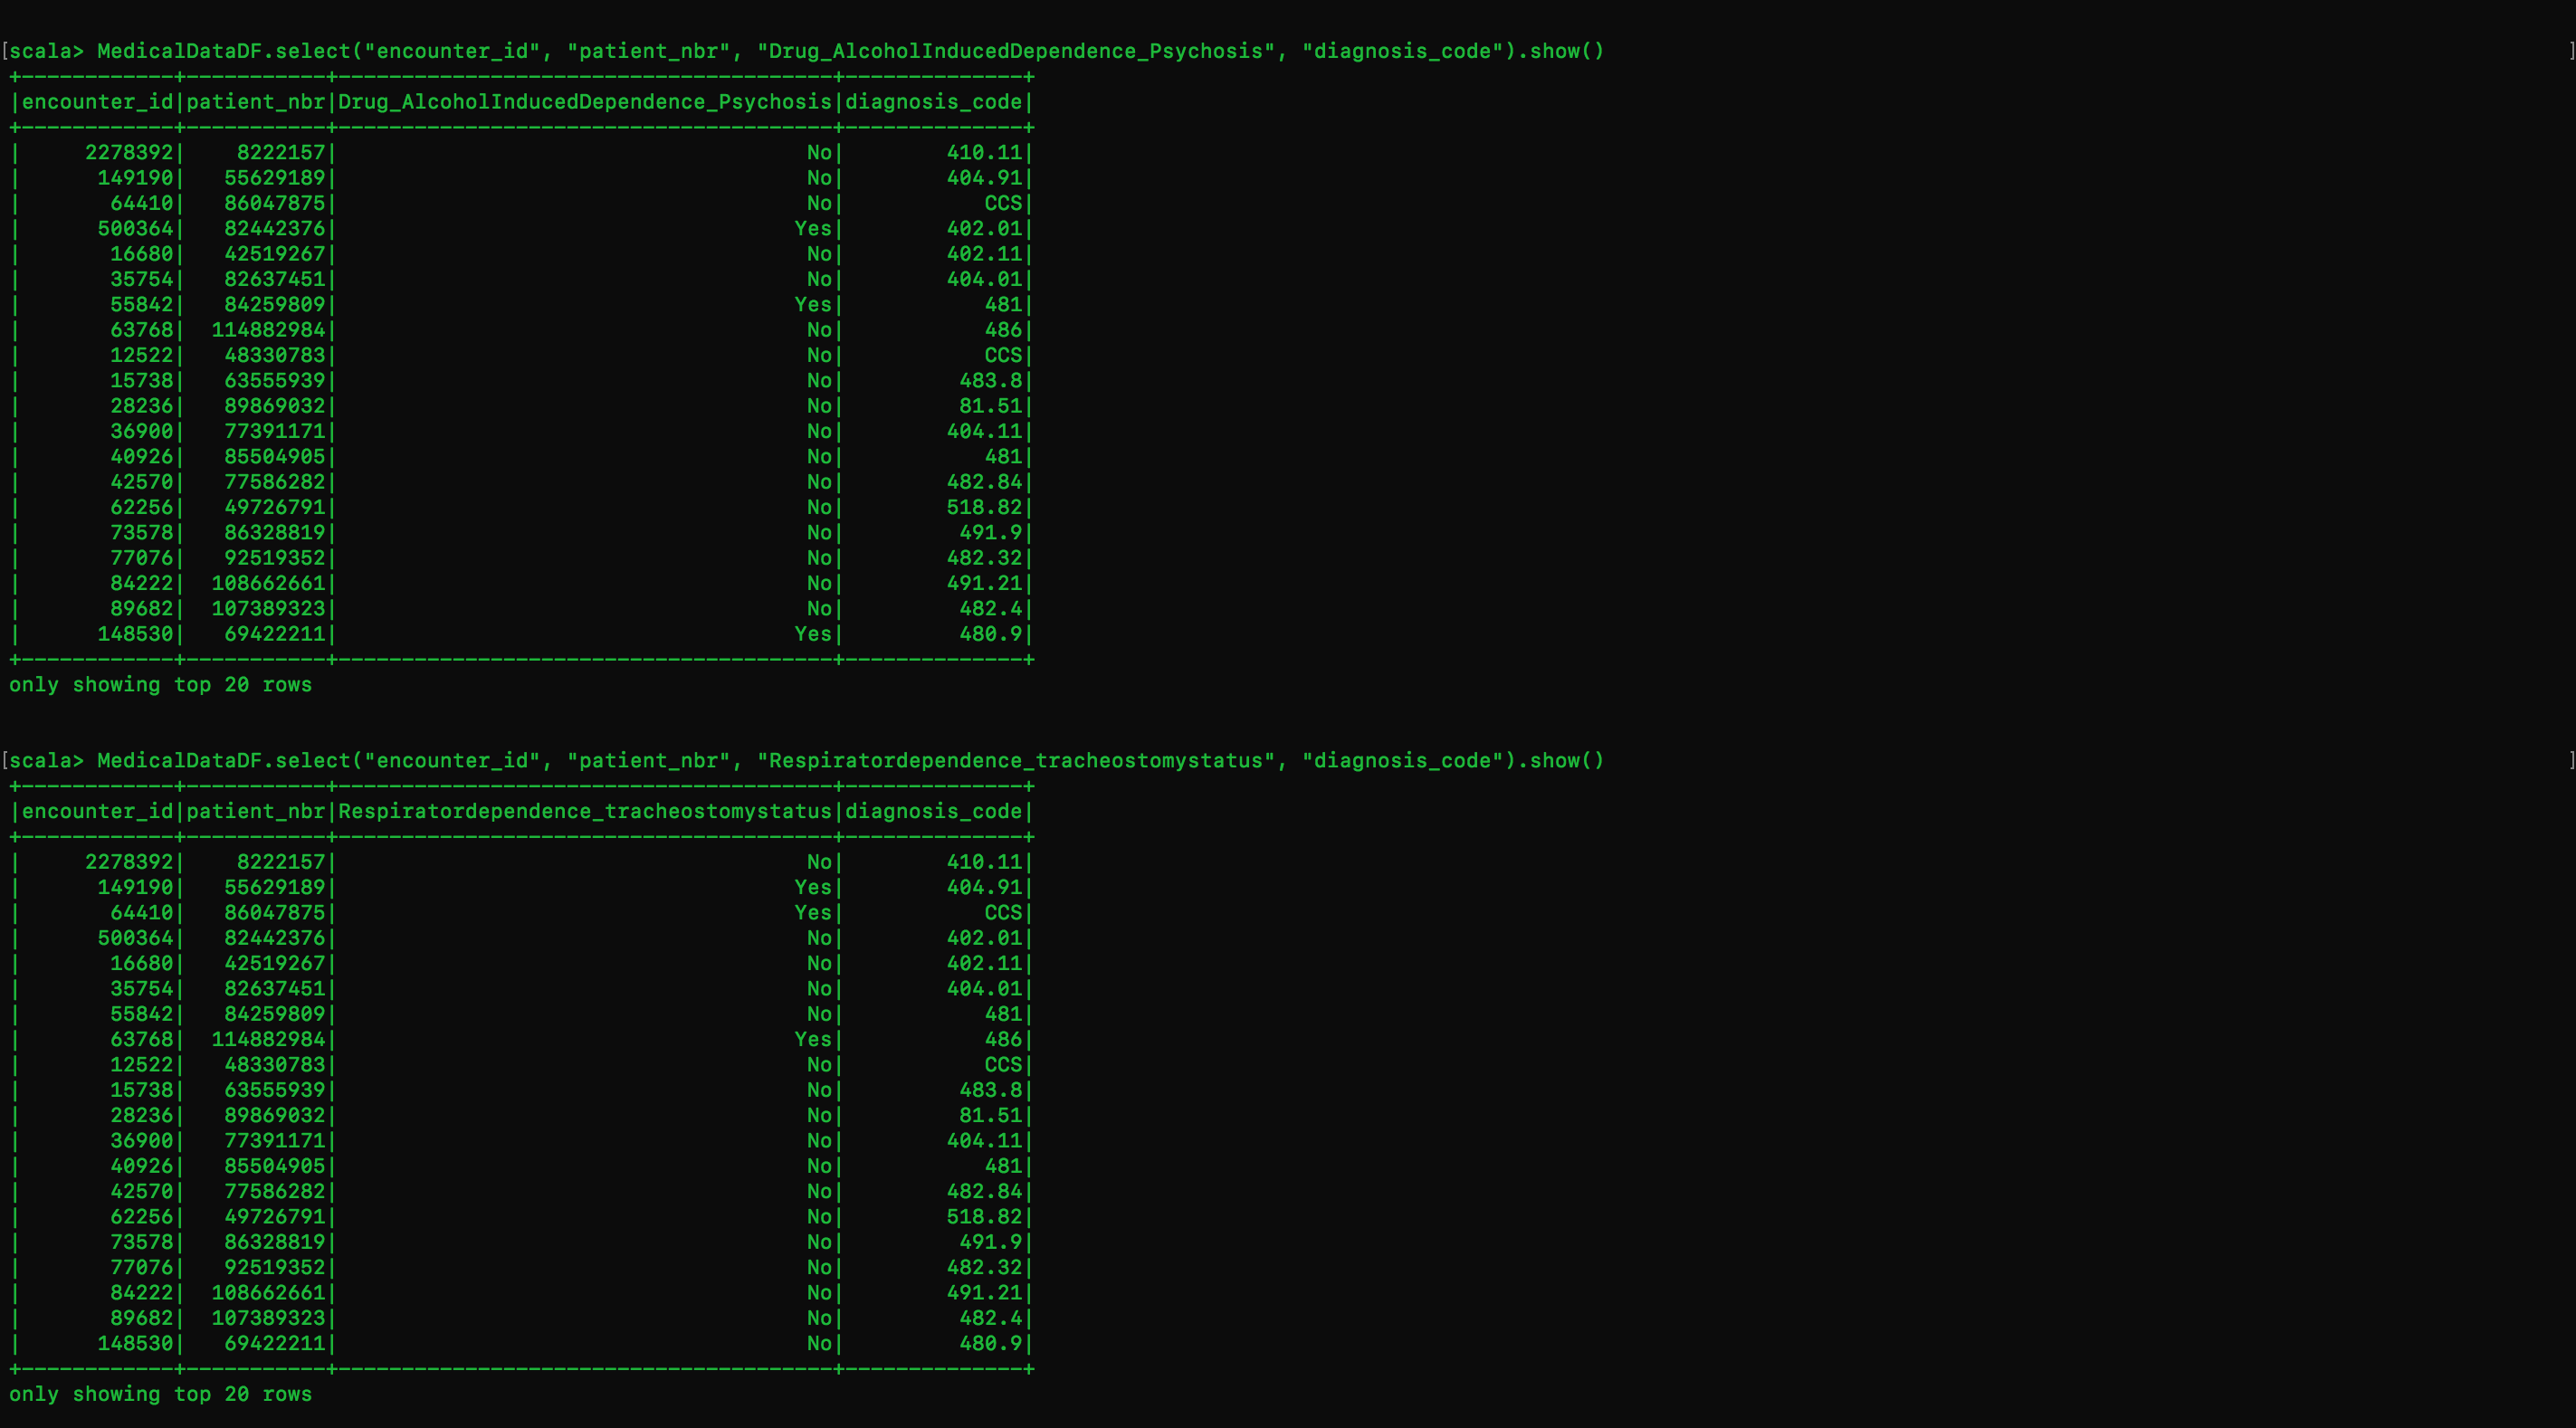 [scala> MedicalDataDF.select("encounter_id", "patient_nbr", "Drug_AlcoholInducedDependence_Psychosis", "diagnosis_code").show() ]
+------------+-----------+---------------------------------------+--------------+
|encounter_id|patient_nbr|Drug_AlcoholInducedDependence_Psychosis|diagnosis_code|
+------------+-----------+---------------------------------------+--------------+
|     2278392|    8222157|                                     No|        410.11|
|      149190|   55629189|                                     No|        404.91|
|       64410|   86047875|                                     No|           CCS|
|      500364|   82442376|                                    Yes|        402.01|
|       16680|   42519267|                                     No|        402.11|
|       35754|   82637451|                                     No|        404.01|
|       55842|   84259809|                                    Yes|           481|
|       63768|  114882984|                                     No|           486|
|       12522|   48330783|                                     No|           CCS|
|       15738|   63555939|                                     No|         483.8|
|       28236|   89869032|                                     No|         81.51|
|       36900|   77391171|                                     No|        404.11|
|       40926|   85504905|                                     No|           481|
|       42570|   77586282|                                     No|        482.84|
|       62256|   49726791|                                     No|        518.82|
|       73578|   86328819|                                     No|         491.9|
|       77076|   92519352|                                     No|        482.32|
|       84222|  108662661|                                     No|        491.21|
|       89682|  107389323|                                     No|         482.4|
|      148530|   69422211|                                    Yes|         480.9|
+------------+-----------+---------------------------------------+--------------+
only showing top 20 rows
[scala> MedicalDataDF.select("encounter_id", "patient_nbr", "Respiratordependence_tracheostomystatus", "diagnosis_code").show() ]
+------------+-----------+---------------------------------------+--------------+
|encounter_id|patient_nbr|Respiratordependence_tracheostomystatus|diagnosis_code|
+------------+-----------+---------------------------------------+--------------+
|     2278392|    8222157|                                     No|        410.11|
|      149190|   55629189|                                    Yes|        404.91|
|       64410|   86047875|                                    Yes|           CCS|
|      500364|   82442376|                                     No|        402.01|
|       16680|   42519267|                                     No|        402.11|
|       35754|   82637451|                                     No|        404.01|
|       55842|   84259809|                                     No|           481|
|       63768|  114882984|                                    Yes|           486|
|       12522|   48330783|                                     No|           CCS|
|       15738|   63555939|                                     No|         483.8|
|       28236|   89869032|                                     No|         81.51|
|       36900|   77391171|                                     No|        404.11|
|       40926|   85504905|                                     No|           481|
|       42570|   77586282|                                     No|        482.84|
|       62256|   49726791|                                     No|        518.82|
|       73578|   86328819|                                     No|         491.9|
|       77076|   92519352|                                     No|        482.32|
|       84222|  108662661|                                     No|        491.21|
|       89682|  107389323|                                     No|         482.4|
|      148530|   69422211|                                     No|         480.9|
+------------+-----------+---------------------------------------+--------------+
only showing top 20 rows